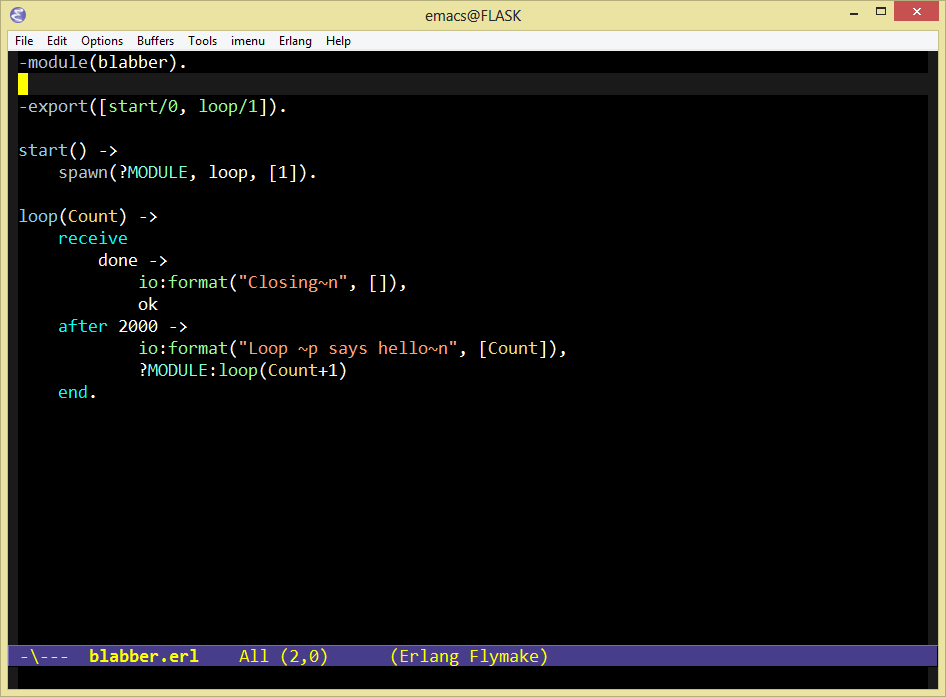 emacs@FLASK
File Edit Options Buffers Tools imenu Erlang Help
-module(blabber).
-export([start/0, loop/1]).
start() ->
    spawn(?MODULE, loop, [1]).
loop(Count) ->
    receive
        done ->
            io:format("Closing~n", []),
            ok
    after 2000 ->
            io:format("Loop ~p says hello~n", [Count]),
            ?MODULE:loop(Count+1)
    end.
-\--- blabber.erl All (2,0) (Erlang Flymake)